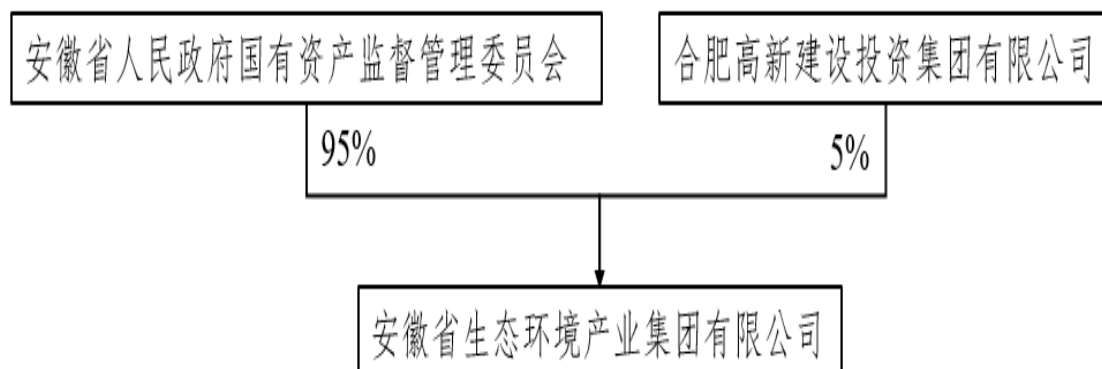 安徽省人民政府国有资产监督管理委员会
合肥高新建设投资集团有限公司
95%
5%
安徽省生态环境产业集团有限公司